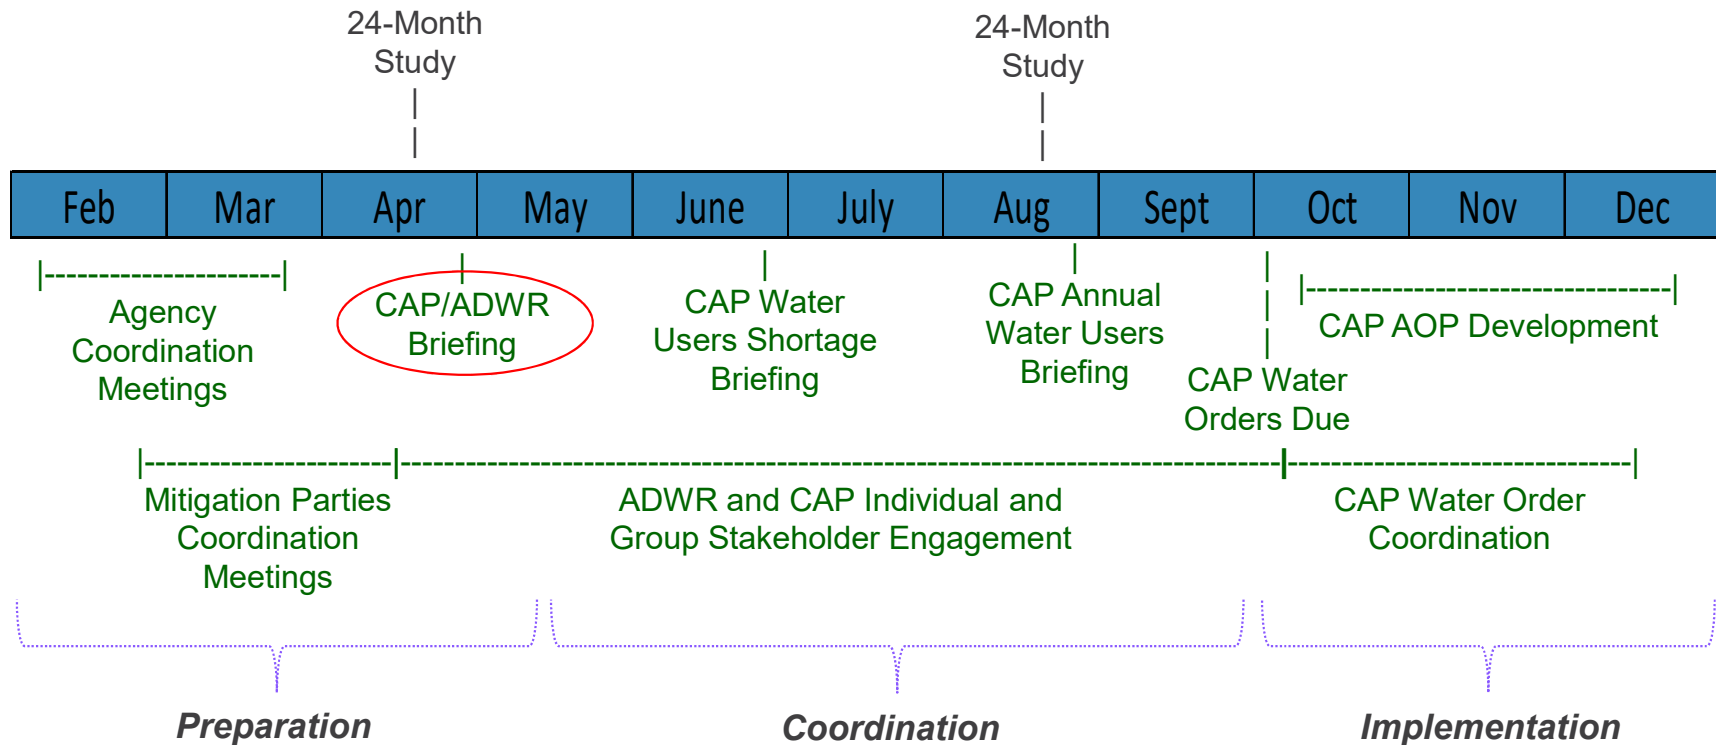 24-Month
Study
24-Month
Study
Feb
Mar
Apr
May
June
July
Aug
Sept
Oct
Nov
Dec
Agency
Coordination
Meetings
CAP/ADWR
Briefing
CAP Water
Users Shortage
Briefing
CAP Annual
Water Users
Briefing
CAP Water
Orders Due
CAP AOP Development
Mitigation Parties
Coordination
Meetings
ADWR and CAP Individual and
Group Stakeholder Engagement
CAP Water Order
Coordination
Preparation
Coordination
Implementation